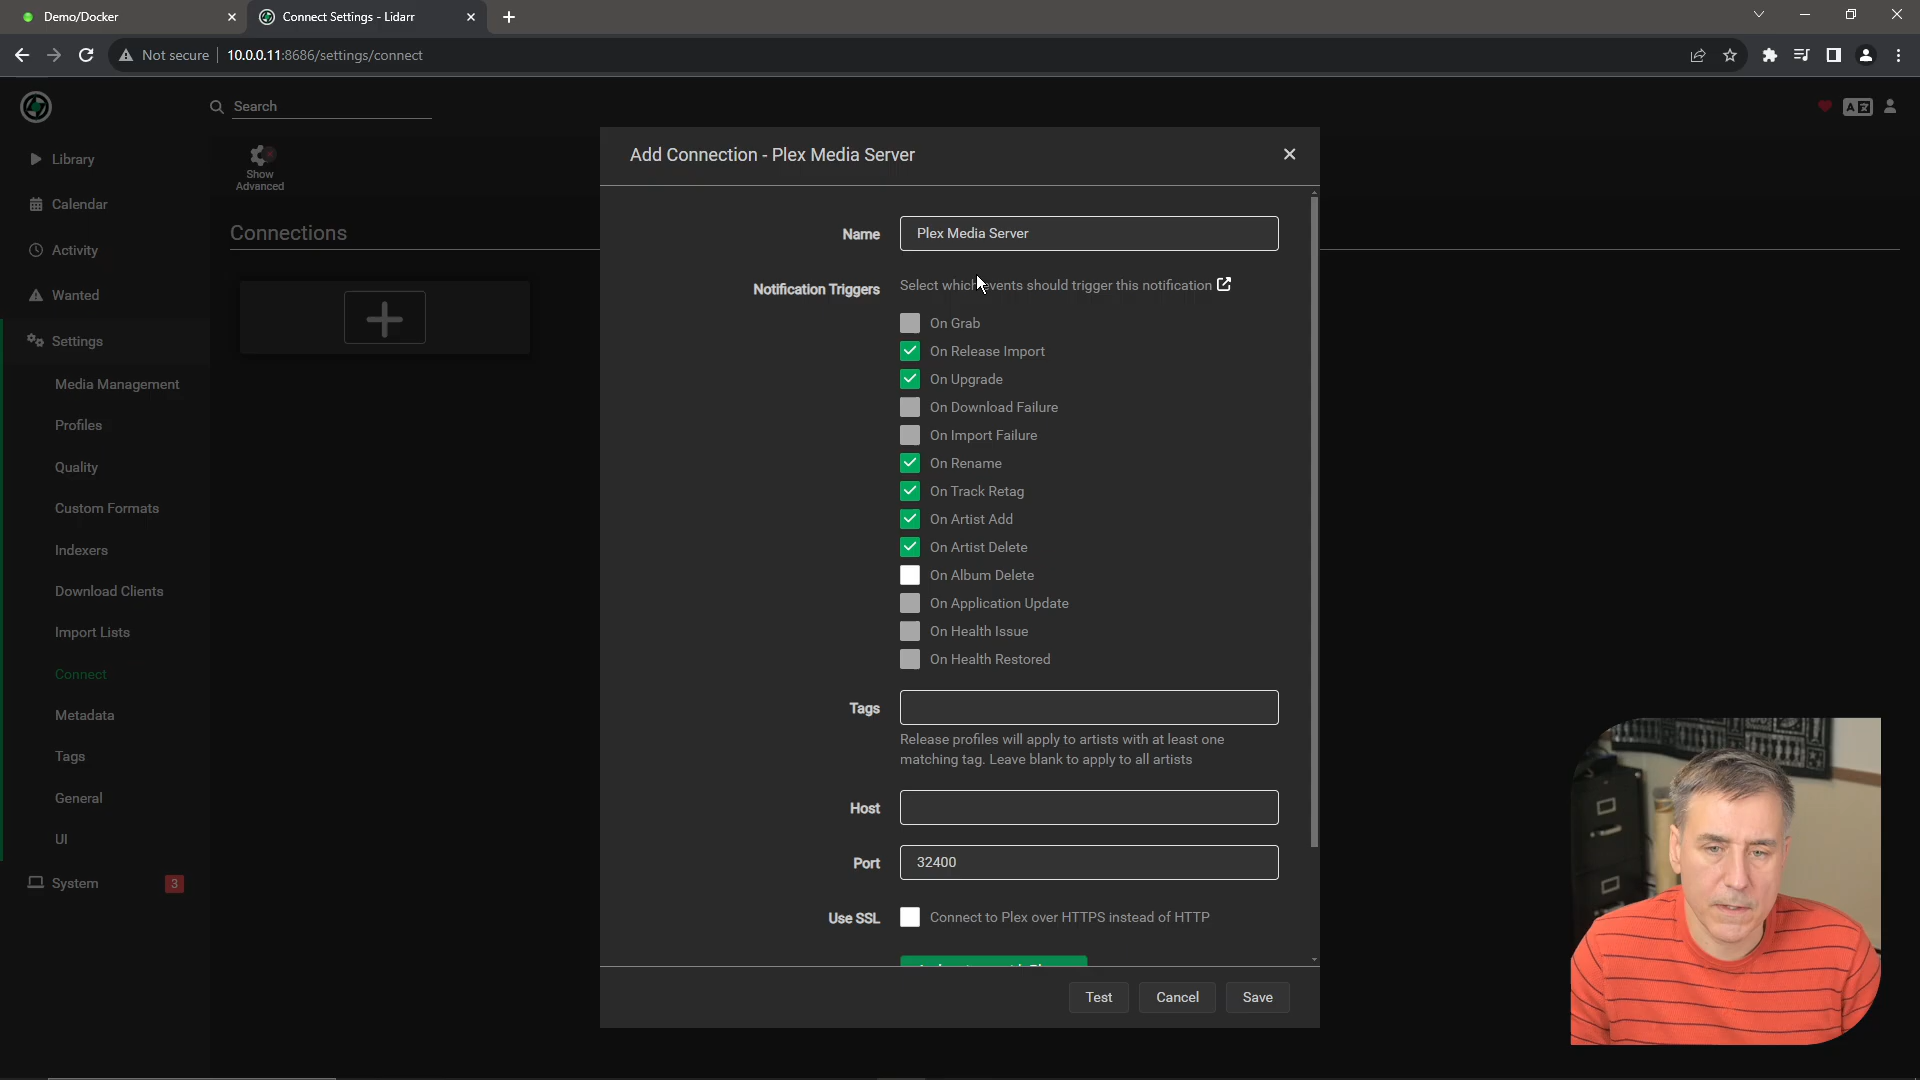 Demo/Docker
Connect Settings - Lidarr
Not secure
10.0.0.11:8686/settings/connect
Search
Library
Calendar
Activity
Wanted
Settings
Media Management
Profiles
Quality
Custom Formats
Indexers
Download Clients
Import Lists
Connect
Metadata
Tags
General
UI
System
3
Show
Advanced
Connections
Add Connection - Plex Media Server
Name
Plex Media Server
Notification Triggers
Select which events should trigger this notification
On Grab
On Release Import
On Upgrade
On Download Failure
On Import Failure
On Rename
On Track Retag
On Artist Add
On Artist Delete
On Album Delete
On Application Update
On Health Issue
On Health Restored
Tags
Release profiles will apply to artists with at least one
matching tag. Leave blank to apply to all artists
Host
Port
32400
Use SSL
Connect to Plex over HTTPS instead of HTTP
Test
Cancel
Save